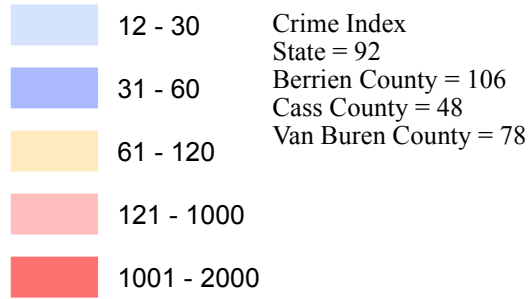 12 - 30
31 - 60
61 - 120
121 - 1000
1001 - 2000
Crime Index
State = 92
Berrien County = 106
Cass County = 48
Van Buren County = 78